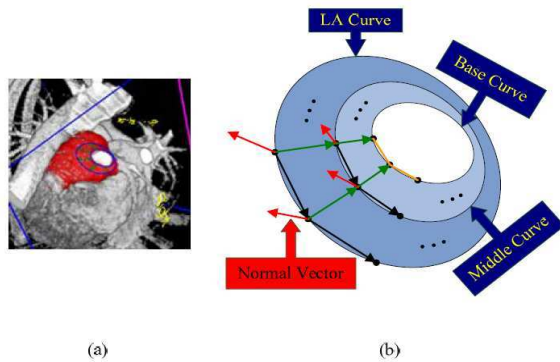 LA Curve
Base Curve
Middle Curve
Normal Vector
(a)
(b)